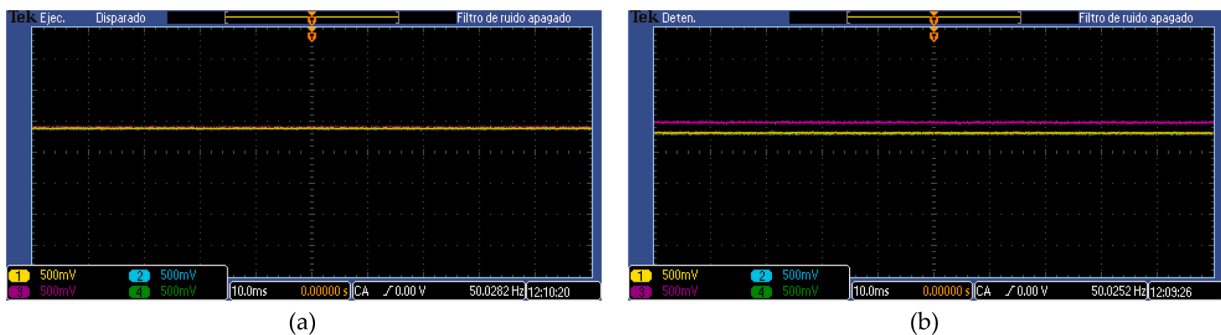 Tek Ejec. Disparado Filtro de ruido apagado
T
T
1 500mV 2 500mV
3 500mV 4 500mV
10.0ms 0.00000 s CA 0.00 V 50.0282 Hz 12:10:20
(a)
Tek Deten. Filtro de ruido apagado
T
T
1 500mV 2 500mV
3 500mV 4 500mV
10.0ms 0.00000 s CA 0.00 V 50.0252 Hz 12:09:26
(b)